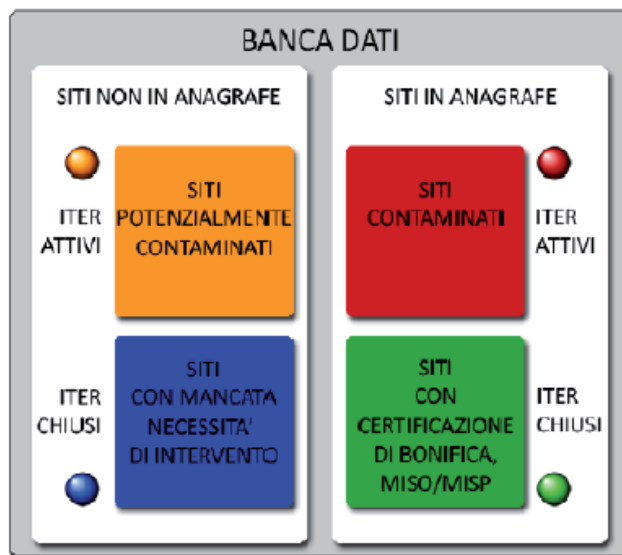 BANCA DATI
SITI NON IN ANAGRAFE
ITER
ATTIVI
SITI
POTENZIALMENTE
CONTAMINATI
ITER
CHIUSI
SITI
CON MANCATA
NECESSITA'
DI INTERVENTO
SITI IN ANAGRAFE
SITI
CONTAMINATI
ITER
ATTIVI
SITI
CON
CERTIFICAZIONE
DI BONIFICA,
MISO/MISP
ITER
CHIUSI